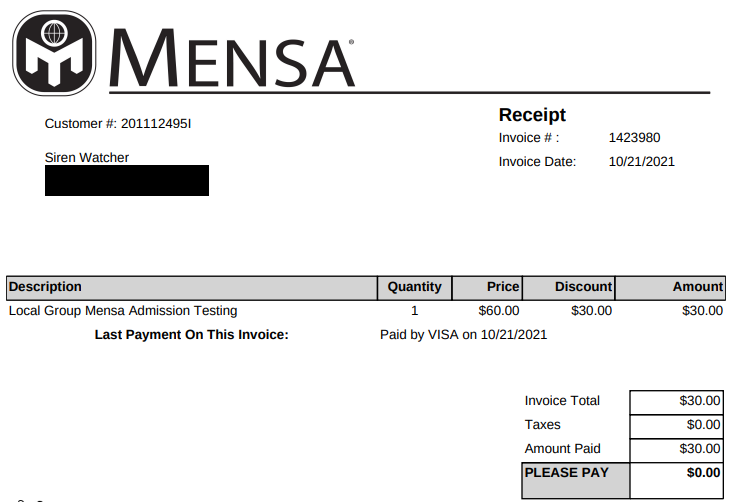 MENSA®
Receipt
Customer #: 201112495I
Invoice # : 1423980
Siren Watcher
Invoice Date: 10/21/2021
Description Quantity Price Discount Amount
Local Group Mensa Admission Testing 1 $60.00 $30.00 $30.00
Last Payment On This Invoice: Paid by VISA on 10/21/2021
Invoice Total $30.00
Taxes $0.00
Amount Paid $30.00
PLEASE PAY $0.00